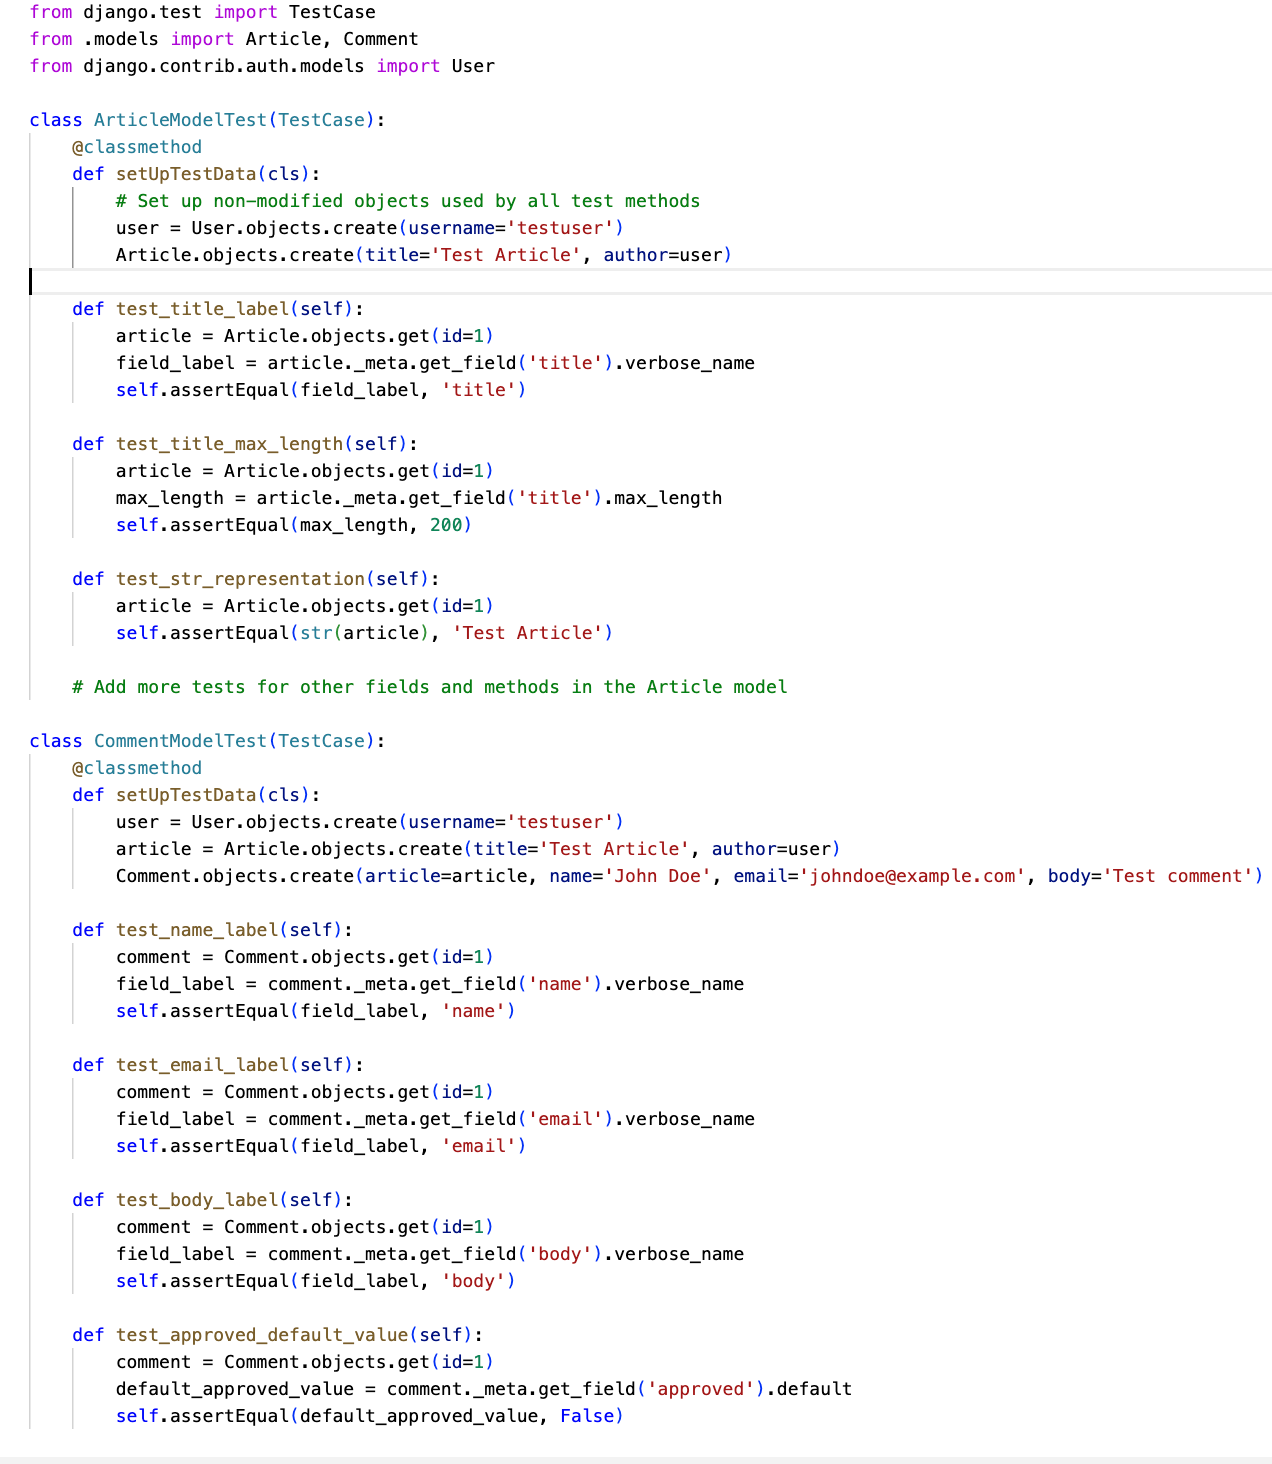 from django.test import TestCase
from .models import Article, Comment
from django.contrib.auth.models import User

class ArticleModelTest(TestCase):
    @classmethod
    def setUpTestData(cls):
        # Set up non-modified objects used by all test methods
        user = User.objects.create(username='testuser')
        Article.objects.create(title='Test Article', author=user)

    def test_title_label(self):
        article = Article.objects.get(id=1)
        field_label = article._meta.get_field('title').verbose_name
        self.assertEqual(field_label, 'title')

    def test_title_max_length(self):
        article = Article.objects.get(id=1)
        max_length = article._meta.get_field('title').max_length
        self.assertEqual(max_length, 200)

    def test_str_representation(self):
        article = Article.objects.get(id=1)
        self.assertEqual(str(article), 'Test Article')

    # Add more tests for other fields and methods in the Article model

class CommentModelTest(TestCase):
    @classmethod
    def setUpTestData(cls):
        user = User.objects.create(username='testuser')
        article = Article.objects.create(title='Test Article', author=user)
        Comment.objects.create(article=article, name='John Doe', email='johndoe@example.com', body='Test comment')

    def test_name_label(self):
        comment = Comment.objects.get(id=1)
        field_label = comment._meta.get_field('name').verbose_name
        self.assertEqual(field_label, 'name')

    def test_email_label(self):
        comment = Comment.objects.get(id=1)
        field_label = comment._meta.get_field('email').verbose_name
        self.assertEqual(field_label, 'email')

    def test_body_label(self):
        comment = Comment.objects.get(id=1)
        field_label = comment._meta.get_field('body').verbose_name
        self.assertEqual(field_label, 'body')

    def test_approved_default_value(self):
        comment = Comment.objects.get(id=1)
        default_approved_value = comment._meta.get_field('approved').default
        self.assertEqual(default_approved_value, False)